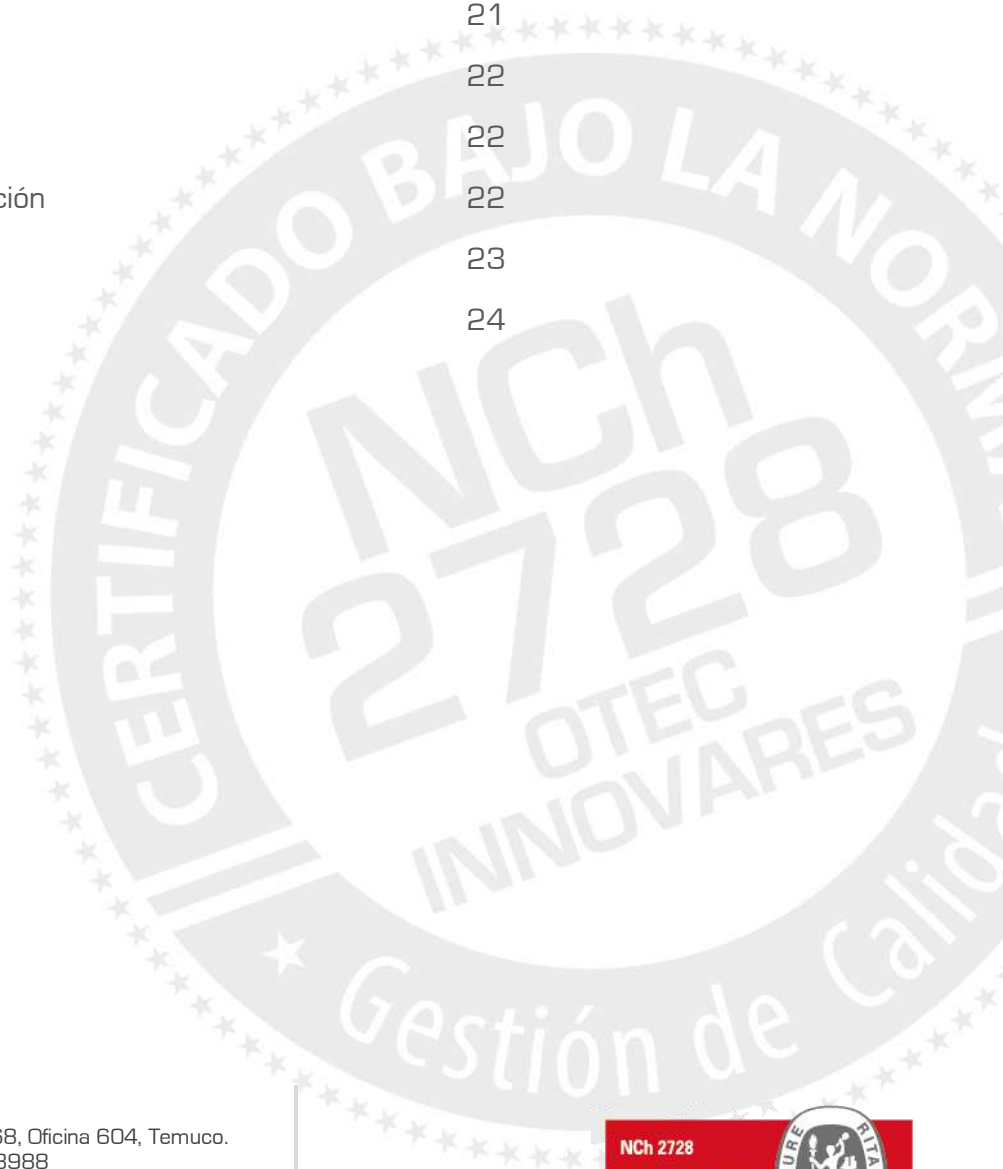 21
22
22
ción 22
23
24
CERTIFICADO BAJO LA NORMA
NCh
2728
OTEC
INNOVARES
Gestión de Calidad
68, Oficina 604, Temuco.
3988
NCh 2728